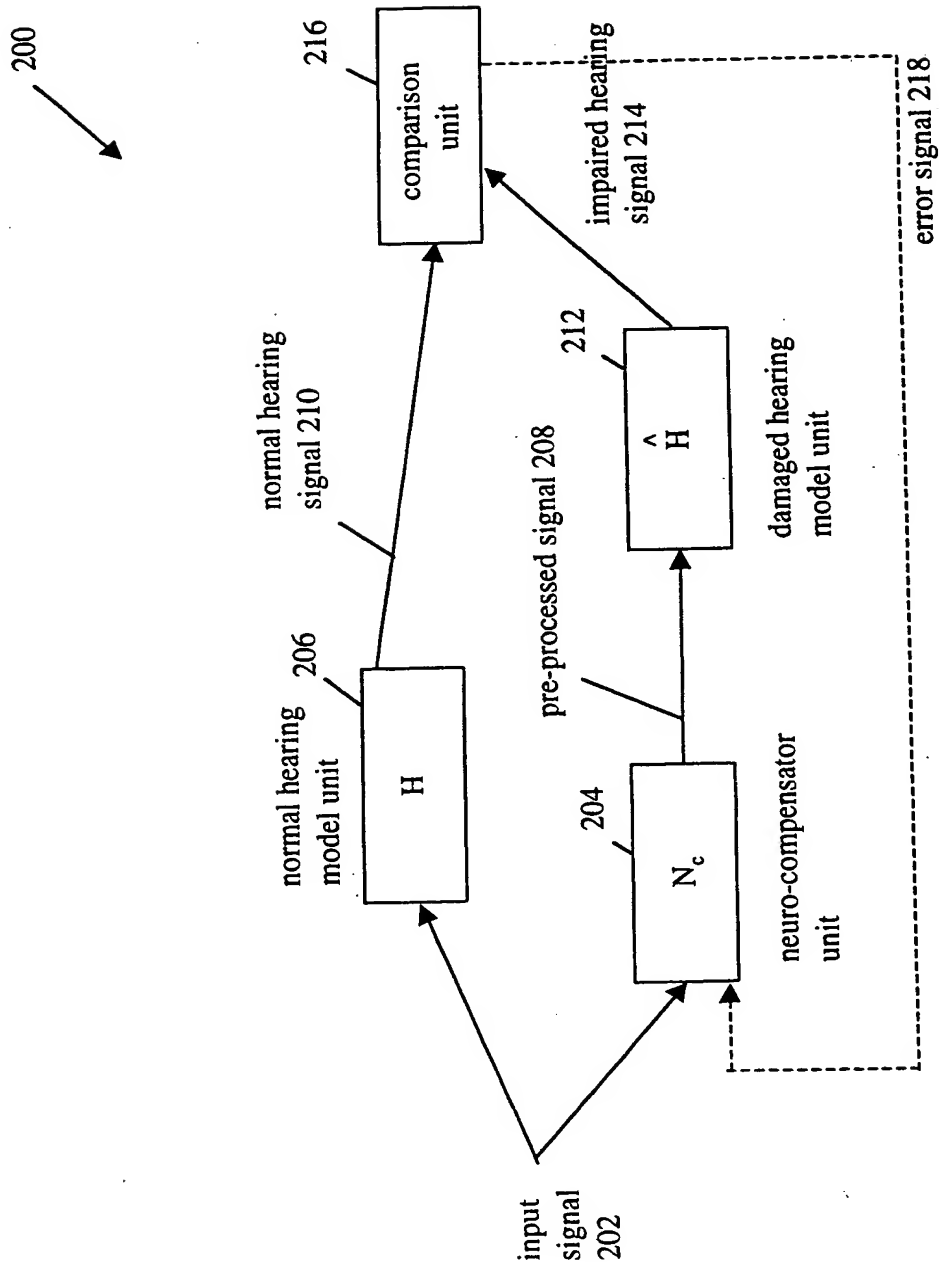 200
216
comparison
unit
normal hearing
signal 210
impaired hearing
signal 214
206
normal hearing
model unit
H
212
^
H
damaged hearing
model unit
pre-processed signal 208
204
N_c
neuro-compensator
unit
input
signal
202
error signal 218